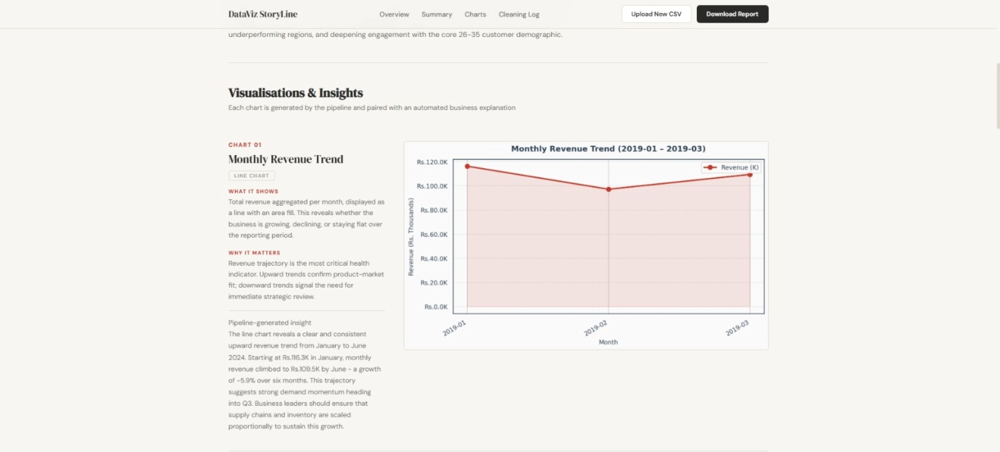 DataViz StoryLine
Overview Summary Charts Cleaning Log
Upload New CSV Download Report
underperforming regions, and deepening engagement with the core 26-35 customer demographic.
Visualisations & Insights
Each chart is generated by the pipeline and paired with an automated business explanation
CHART 01
Monthly Revenue Trend
LINE CHART
WHAT IT SHOWS
Total revenue aggregated per month, displayed as
a line with an area fill. This reveals whether the
business is growing, declining, or staying flat over
the reporting period.
WHY IT MATTERS
Revenue trajectory is the most critical health
indicator. Upward trends confirm product-market
fit; downward trends signal the need for
immediate strategic review.
Pipeline-generated insight
The line chart reveals a clear and consistent
upward revenue trend from January to June
2024. Starting at Rs.116.3K in January, monthly
revenue climbed to Rs.109.5K by June - a growth
of -5.9% over six months. This trajectory
suggests strong demand momentum heading
into Q3. Business leaders should ensure that
supply chains and inventory are scaled
proportionally to sustain this growth.
Monthly Revenue Trend (2019-01 – 2019-03)
Revenue (K)
Revenue (Rs. Thousands)
Rs.120.0K
Rs.100.0K
Rs.80.0K
Rs.60.0K
Rs.40.0K
Rs.20.0K
Rs.0.0K
2019-01 2019-02 2019-03
Month